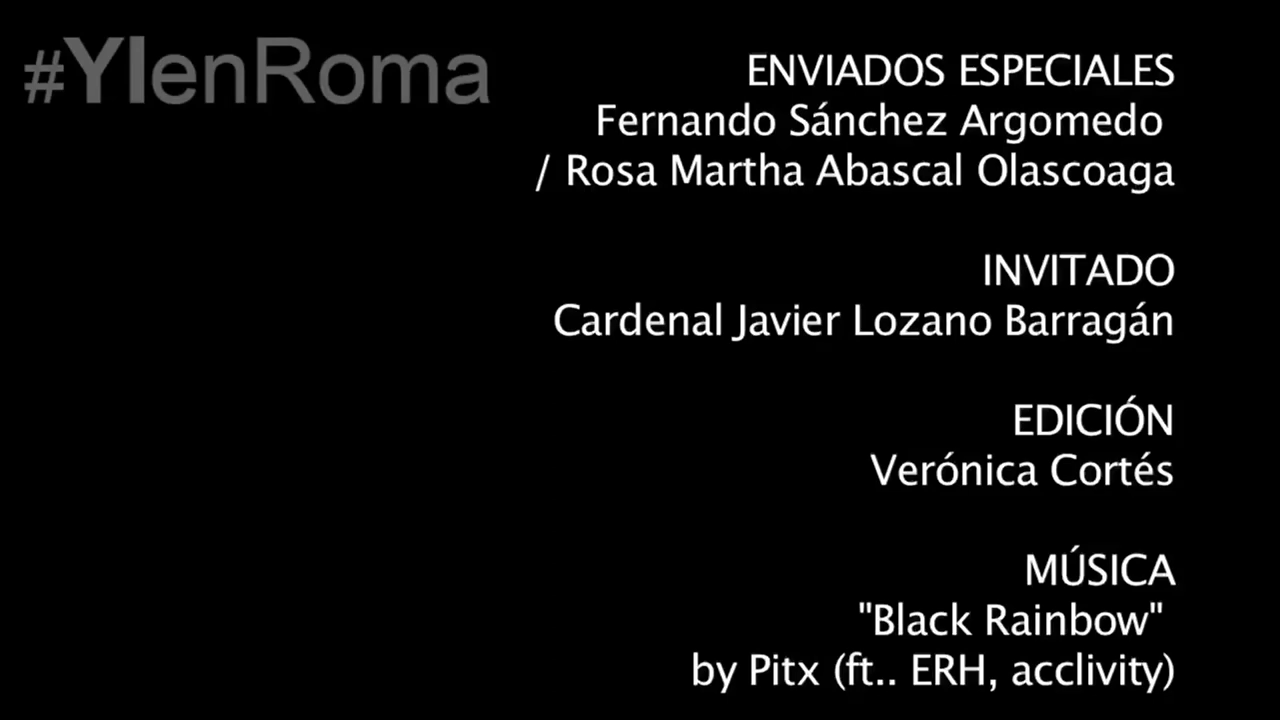 #YIenRoma
ENVIADOS ESPECIALES
Fernando Sánchez Argomedo
/ Rosa Martha Abascal Olascoaga
INVITADO
Cardenal Javier Lozano Barragán
EDICIÓN
Verónica Cortés
MÚSICA
"Black Rainbow"
by Pitx (ft.. ERH, acclivity)